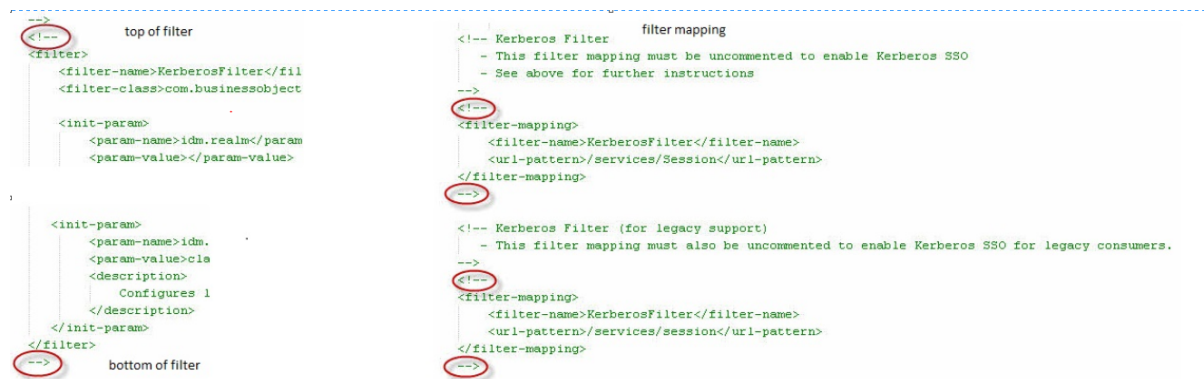 -->
<!--
top of filter
<filter>
<filter-name>KerberosFilter</fil
<filter-class>com.businessobject
<init-param>
<param-name>idm.realm</param
<param-value></param-value>
<init-param>
<param-name>idm.
<param-value>cla
<description>
Configures l
</description>
</init-param>
</filter>
-->
bottom of filter
filter mapping
<!-- Kerberos Filter
- This filter mapping must be uncommented to enable Kerberos SSO
- See above for further instructions
-->
<!--
<filter-mapping>
<filter-name>KerberosFilter</filter-name>
<url-pattern>/services/Session</url-pattern>
</filter-mapping>
-->
<!-- Kerberos Filter (for legacy support)
- This filter mapping must also be uncommented to enable Kerberos SSO for legacy consumers.
-->
<!--
<filter-mapping>
<filter-name>KerberosFilter</filter-name>
<url-pattern>/services/session</url-pattern>
</filter-mapping>
-->